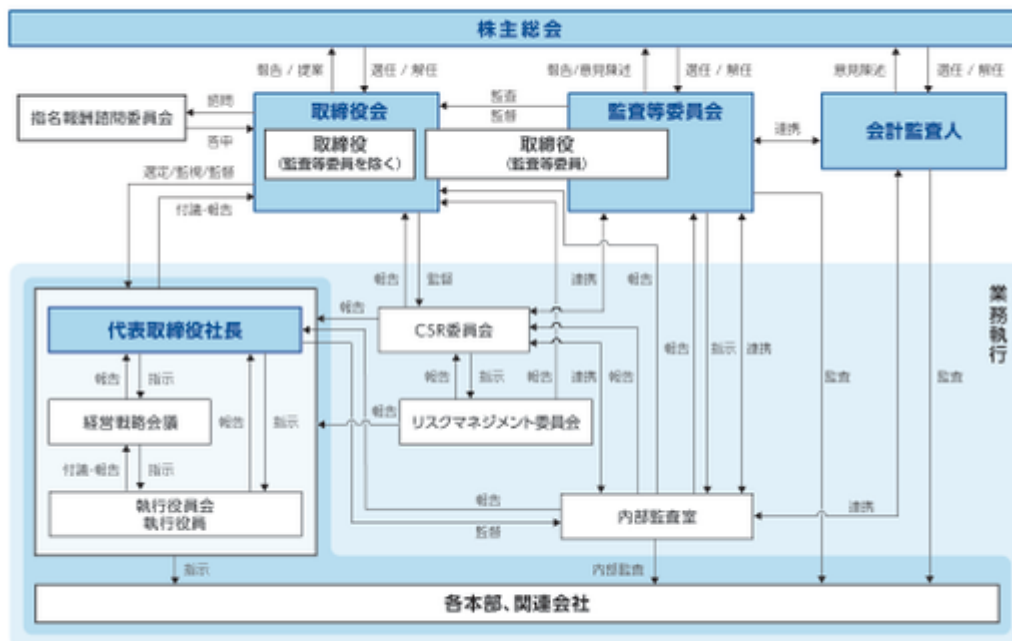 株主総会
報告 / 提案
選任 / 解任
報告/意見陳述
選任 / 解任
意見陳述
選任 / 解任
指名報酬諮問委員会
諮問
答申
取締役会
取締役
(監査等委員を除く)
監査
監督
監査等委員会
取締役
(監査等委員)
連携
会計監査人
選定/監視/監督
付議・報告
業務執行
報告
監督
連携
報告
代表取締役社長
報告
CSR委員会
報告
指示
連携
監査
監査
報告
指示
報告
指示
報告
連携
報告
経営戦略会議
報告
指示
報告
リスクマネジメント委員会
付議・報告
指示
執行役員会
執行役員
報告
監督
内部監査室
連携
指示
内部監査
各本部、関連会社